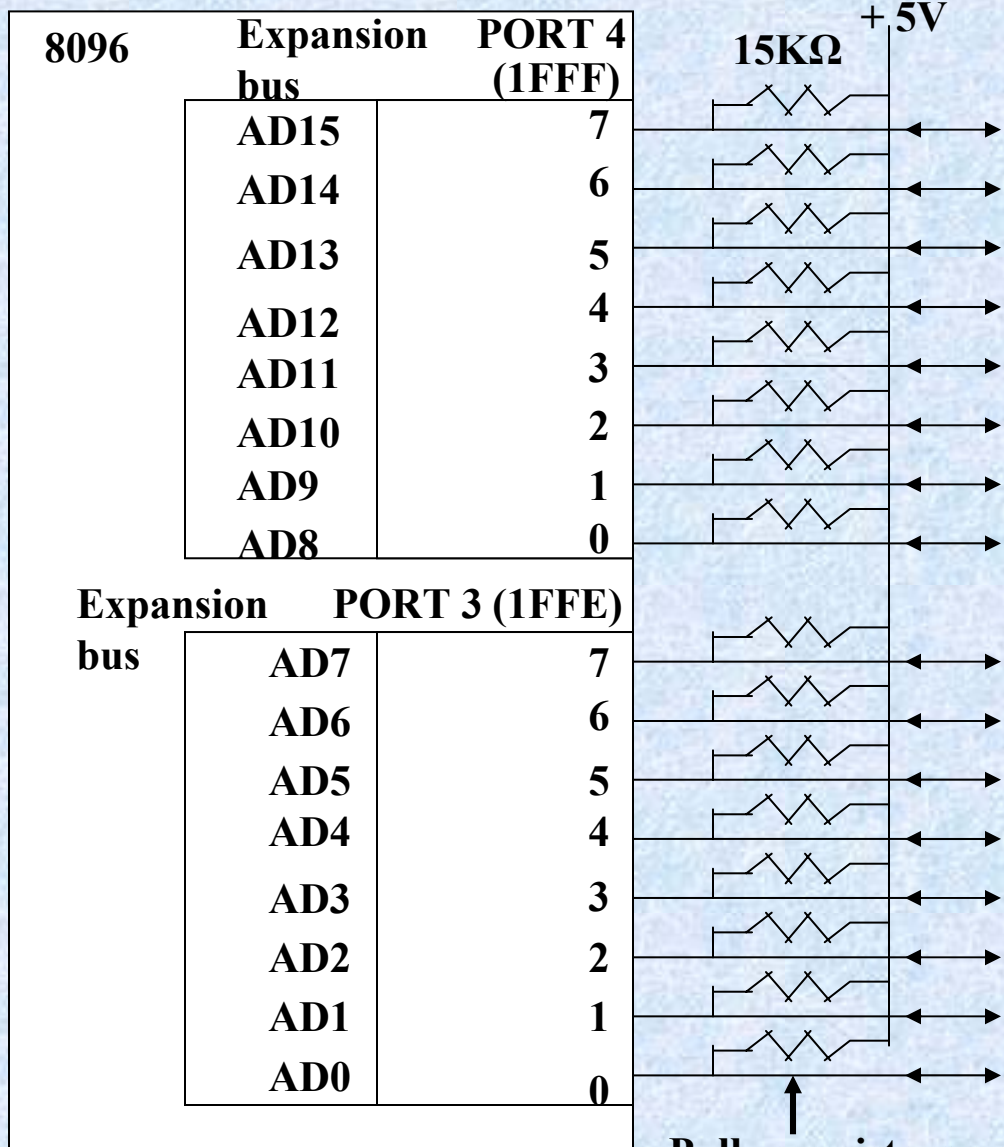 8096 Expansion PORT 4 + 5V
bus (1FFF) 15KΩ
AD15 7
AD14 6
AD13 5
AD12 4
AD11 3
AD10 2
AD9 1
AD8 0
Expansion PORT 3 (1FFE)
bus
AD7 7
AD6 6
AD5 5
AD4 4
AD3 3
AD2 2
AD1 1
AD0 0